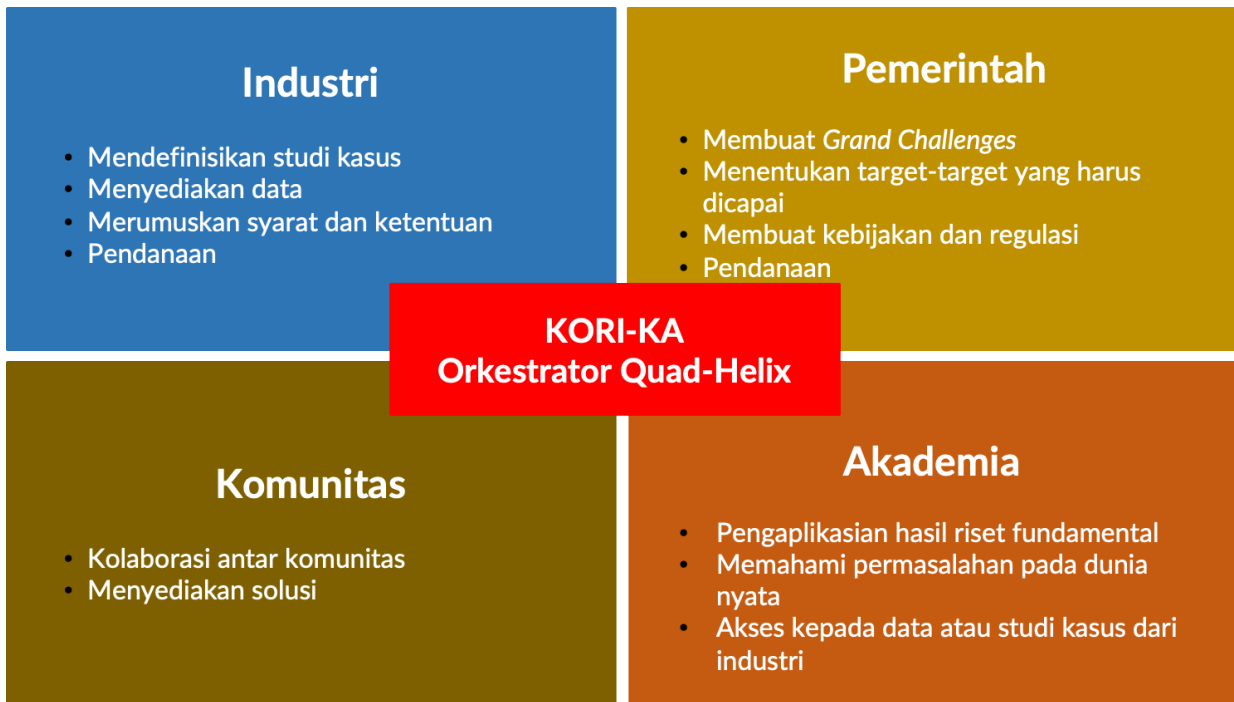 Industri
• Mendefinisikan studi kasus
• Menyediakan data
• Merumuskan syarat dan ketentuan
• Pendanaan
Pemerintah
• Membuat Grand Challenges
• Menentukan target-target yang harus
dicapai
• Membuat kebijakan dan regulasi
• Pendanaan
KORI-KA
Orkestrator Quad-Helix
Komunitas
• Kolaborasi antar komunitas
• Menyediakan solusi
Akademia
• Pengaplikasian hasil riset fundamental
• Memahami permasalahan pada dunia
nyata
• Akses kepada data atau studi kasus dari
industri